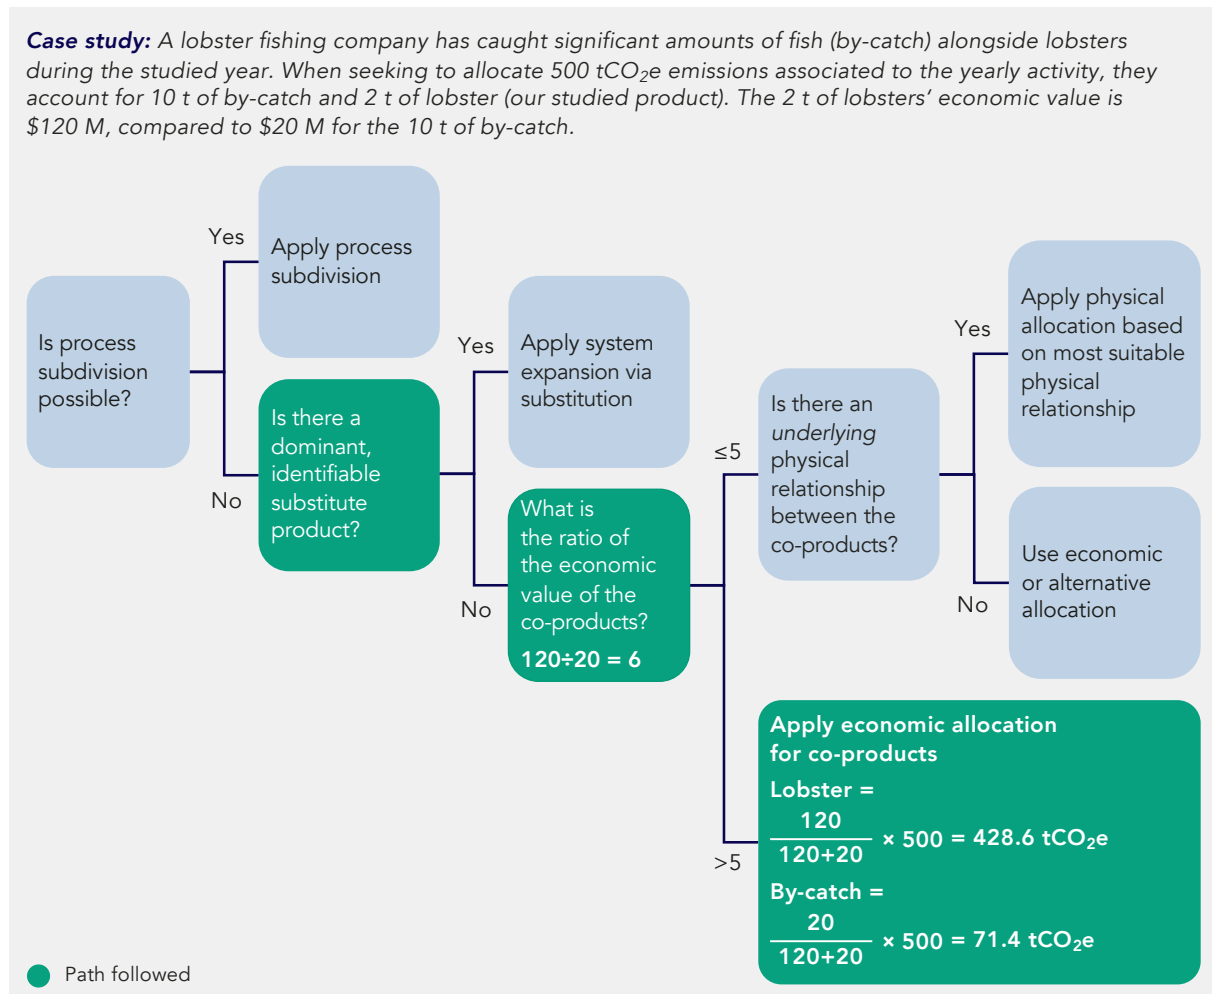 Case study: A lobster fishing company has caught significant amounts of fish (by-catch) alongside lobsters
during the studied year. When seeking to allocate 500 tCO₂e emissions associated to the yearly activity, they
account for 10 t of by-catch and 2 t of lobster (our studied product). The 2 t of lobsters‘ economic value is
$120 M, compared to $20 M for the 10 t of by-catch.
Is process
subdivision
possible?
Yes
Apply process
subdivision
No
Is there a
dominant,
identifiable
substitute
product?
Yes
Apply system
expansion via
substitution
No
What is
the ratio of
the economic
value of the
co-products?
120÷20 = 6
≤5
Is there an
underlying
physical
relationship
between the
co-products?
Yes
Apply physical
allocation based
on most suitable
physical
relationship
No
Use economic
or alternative
allocation
>5
Apply economic allocation
for co-products
Lobster =
120
120+20
× 500 = 428.6 tCO₂e
By-catch =
20
120+20
× 500 = 71.4 tCO₂e
Path followed